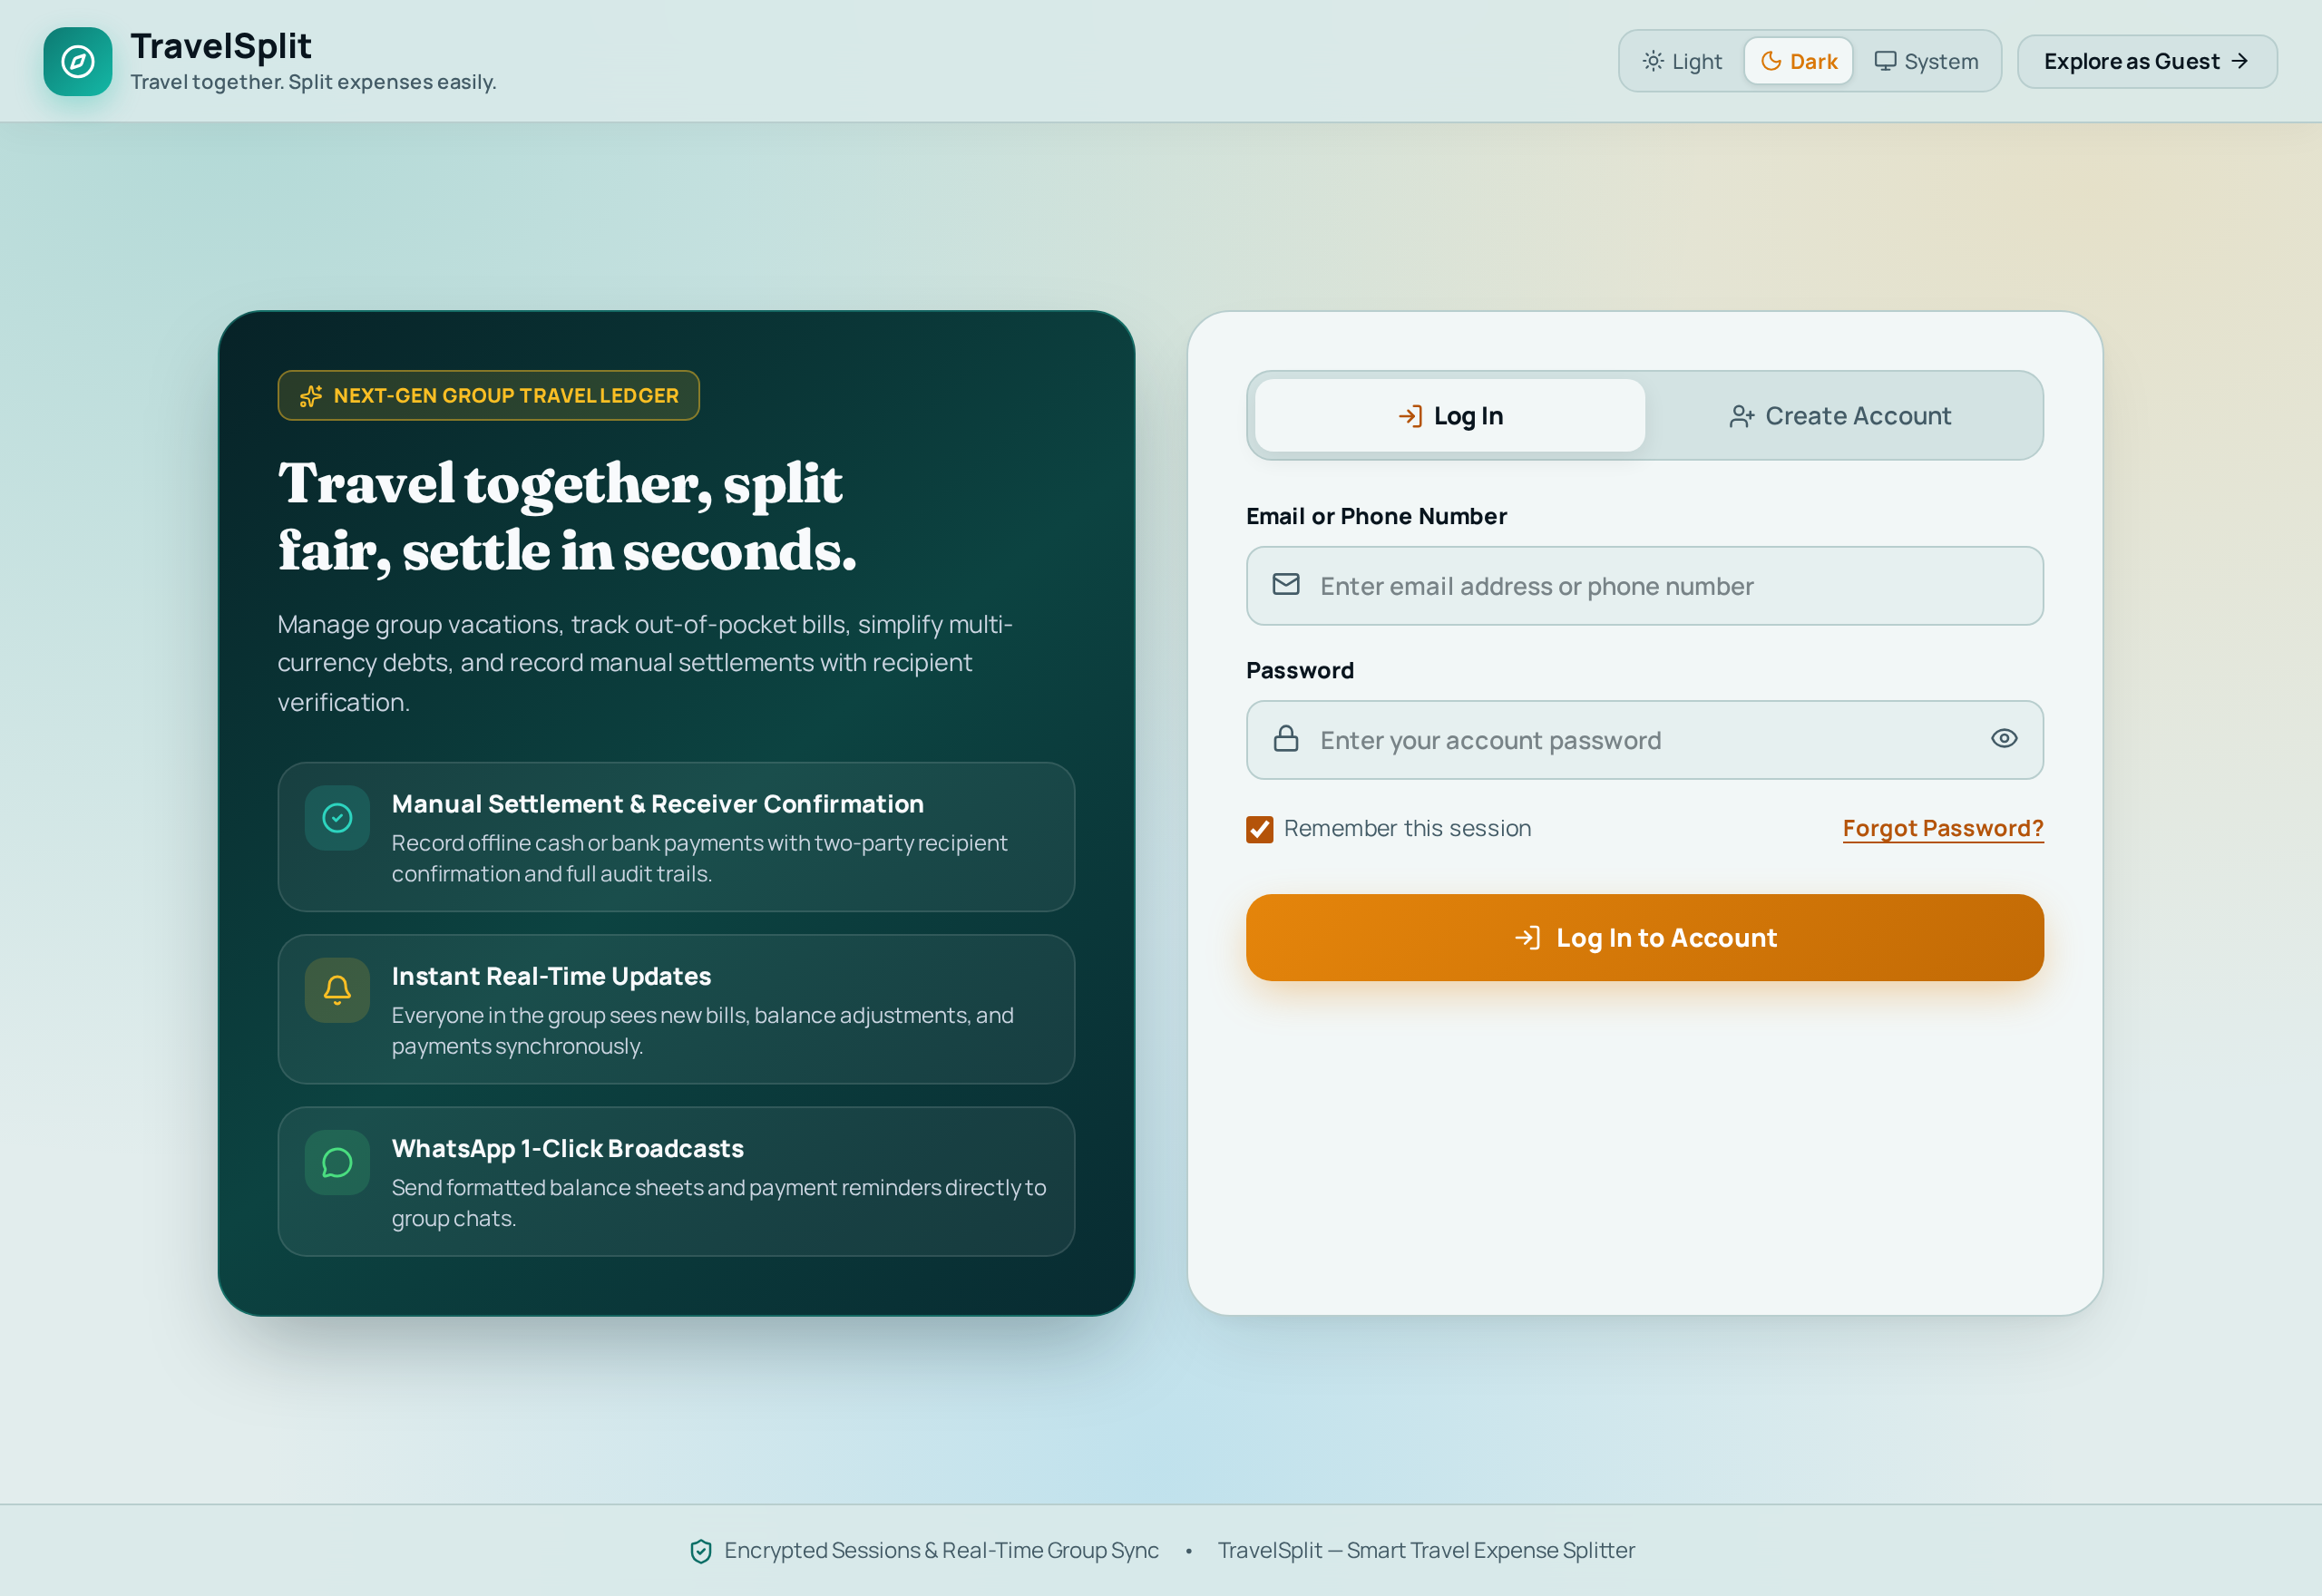 TravelSplit
Travel together. Split expenses easily.
Light
Dark
System
Explore as Guest →
NEXT-GEN GROUP TRAVEL LEDGER
Travel together, split
fair, settle in seconds.
Manage group vacations, track out-of-pocket bills, simplify multi-
currency debts, and record manual settlements with recipient
verification.
Manual Settlement & Receiver Confirmation
Record offline cash or bank payments with two-party recipient
confirmation and full audit trails.
Instant Real-Time Updates
Everyone in the group sees new bills, balance adjustments, and
payments synchronously.
WhatsApp 1-Click Broadcasts
Send formatted balance sheets and payment reminders directly to
group chats.
Log In
Create Account
Email or Phone Number
Enter email address or phone number
Password
Enter your account password
Remember this session
Forgot Password?
Log In to Account
Encrypted Sessions & Real-Time Group Sync • TravelSplit — Smart Travel Expense Splitter